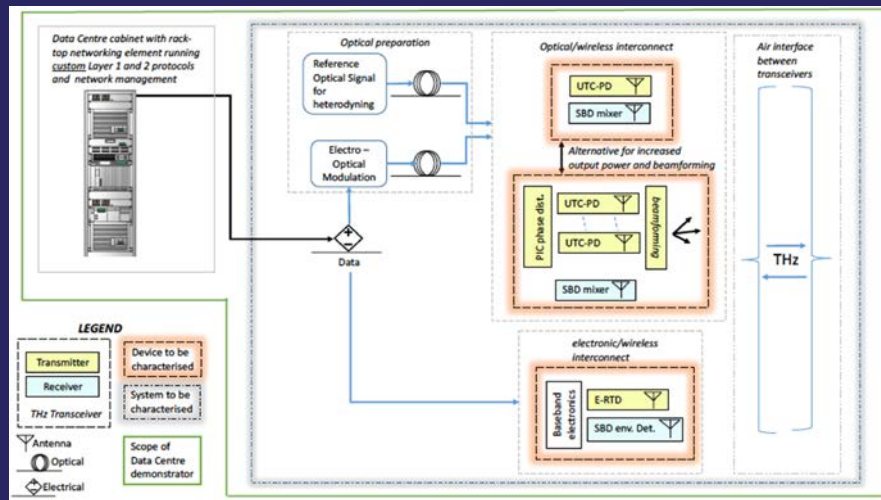 Data Centre cabinet with rack-
top networking element running
custom Layer 1 and 2 protocols
and network management
Optical preparation
Reference
Optical Signal
for
heterodyning
Electro –
Optical
Modulation
Data
Optical/wireless interconnect
UTC-PD
SBD mixer
Alternative for increased
output power and beamforming
PIC phase dist.
UTC-PD
UTC-PD
beamforming
SBD mixer
electronic/wireless
interconnect
Baseband
electronics
E-RTD
SBD env. Det.
Air interface
between
transceivers
THz
LEGEND
Transmitter
Receiver
THz Transceiver
Device to be
characterised
System to be
characterised
Antenna
Optical
Electrical
Scope of
Data Centre
demonstrator